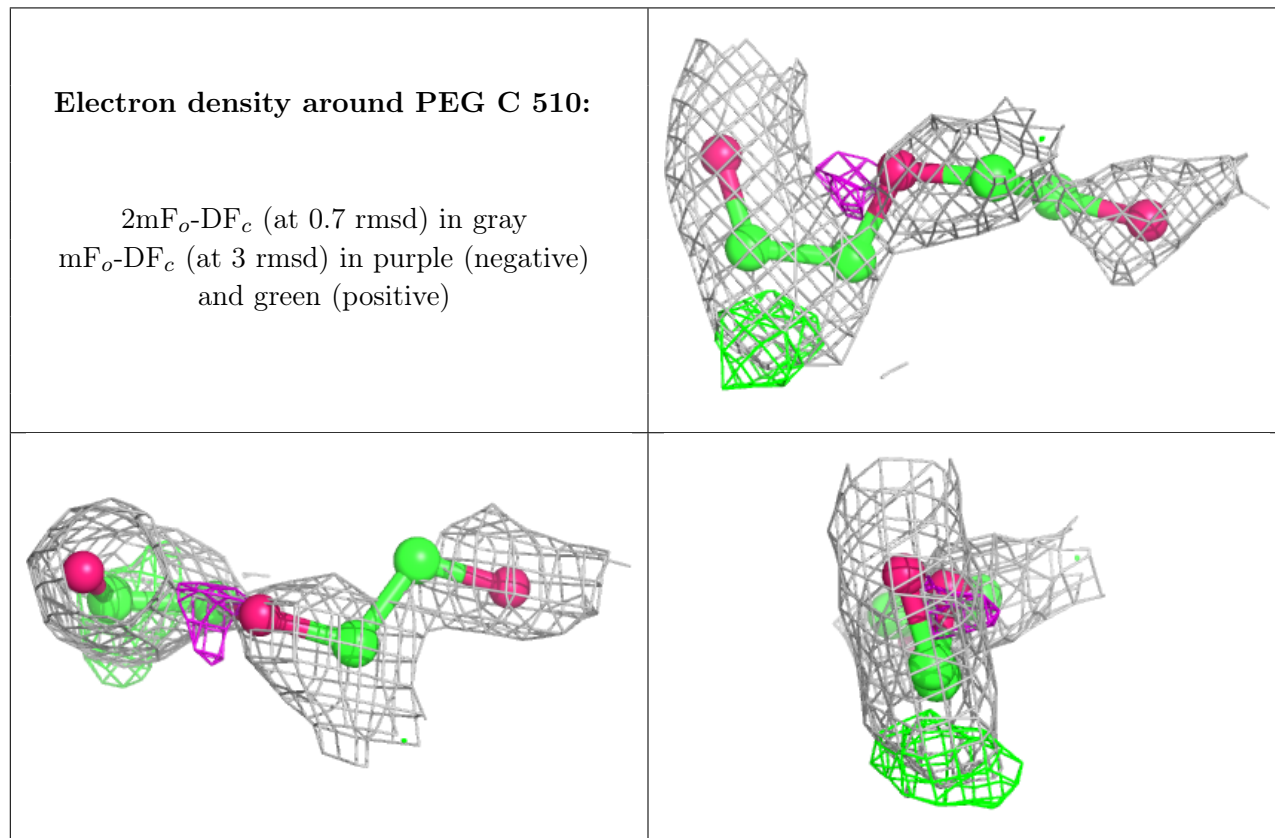 Electron density around PEG C 510:
2mFo-DFc (at 0.7 rmsd) in gray
mFo-DFc (at 3 rmsd) in purple (negative)
and green (positive)